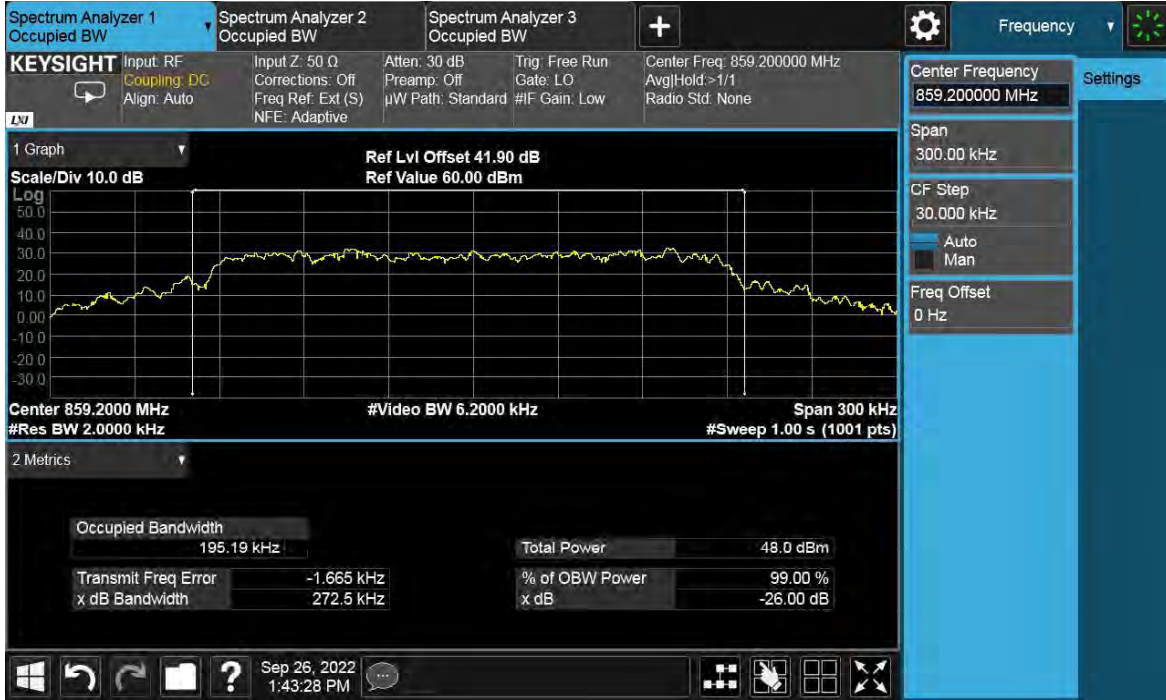 Spectrum Analyzer 1
Occupied BW
Spectrum Analyzer 2
Occupied BW
Spectrum Analyzer 3
Occupied BW
+
Frequency
KEYSIGHT
Input: RF
Coupling: DC
Align: Auto
Input Z: 50 Ω
Corrections: Off
Freq Ref: Ext (S)
NFE: Adaptive
Atten: 30 dB
Preamp: Off
µW Path: Standard
Trig: Free Run
Gate: LO
#IF Gain: Low
Center Freq: 859.200000 MHz
Avg|Hold:>1/1
Radio Std: None
LXI
Center Frequency
859.200000 MHz
Settings
Span
300.00 kHz
CF Step
30.000 kHz
Auto
Man
Freq Offset
0 Hz
1 Graph
Ref Lvl Offset 41.90 dB
Scale/Div 10.0 dB
Ref Value 60.00 dBm
Log
50.0
40.0
30.0
20.0
10.0
0.00
-10.0
-20.0
-30.0
Center 859.2000 MHz
#Video BW 6.2000 kHz
Span 300 kHz
#Res BW 2.0000 kHz
#Sweep 1.00 s (1001 pts)
2 Metrics
Occupied Bandwidth
195.19 kHz
Total Power
48.0 dBm
Transmit Freq Error
-1.665 kHz
% of OBW Power
99.00 %
x dB Bandwidth
272.5 kHz
x dB
-26.00 dB
?
Sep 26, 2022
1:43:28 PM